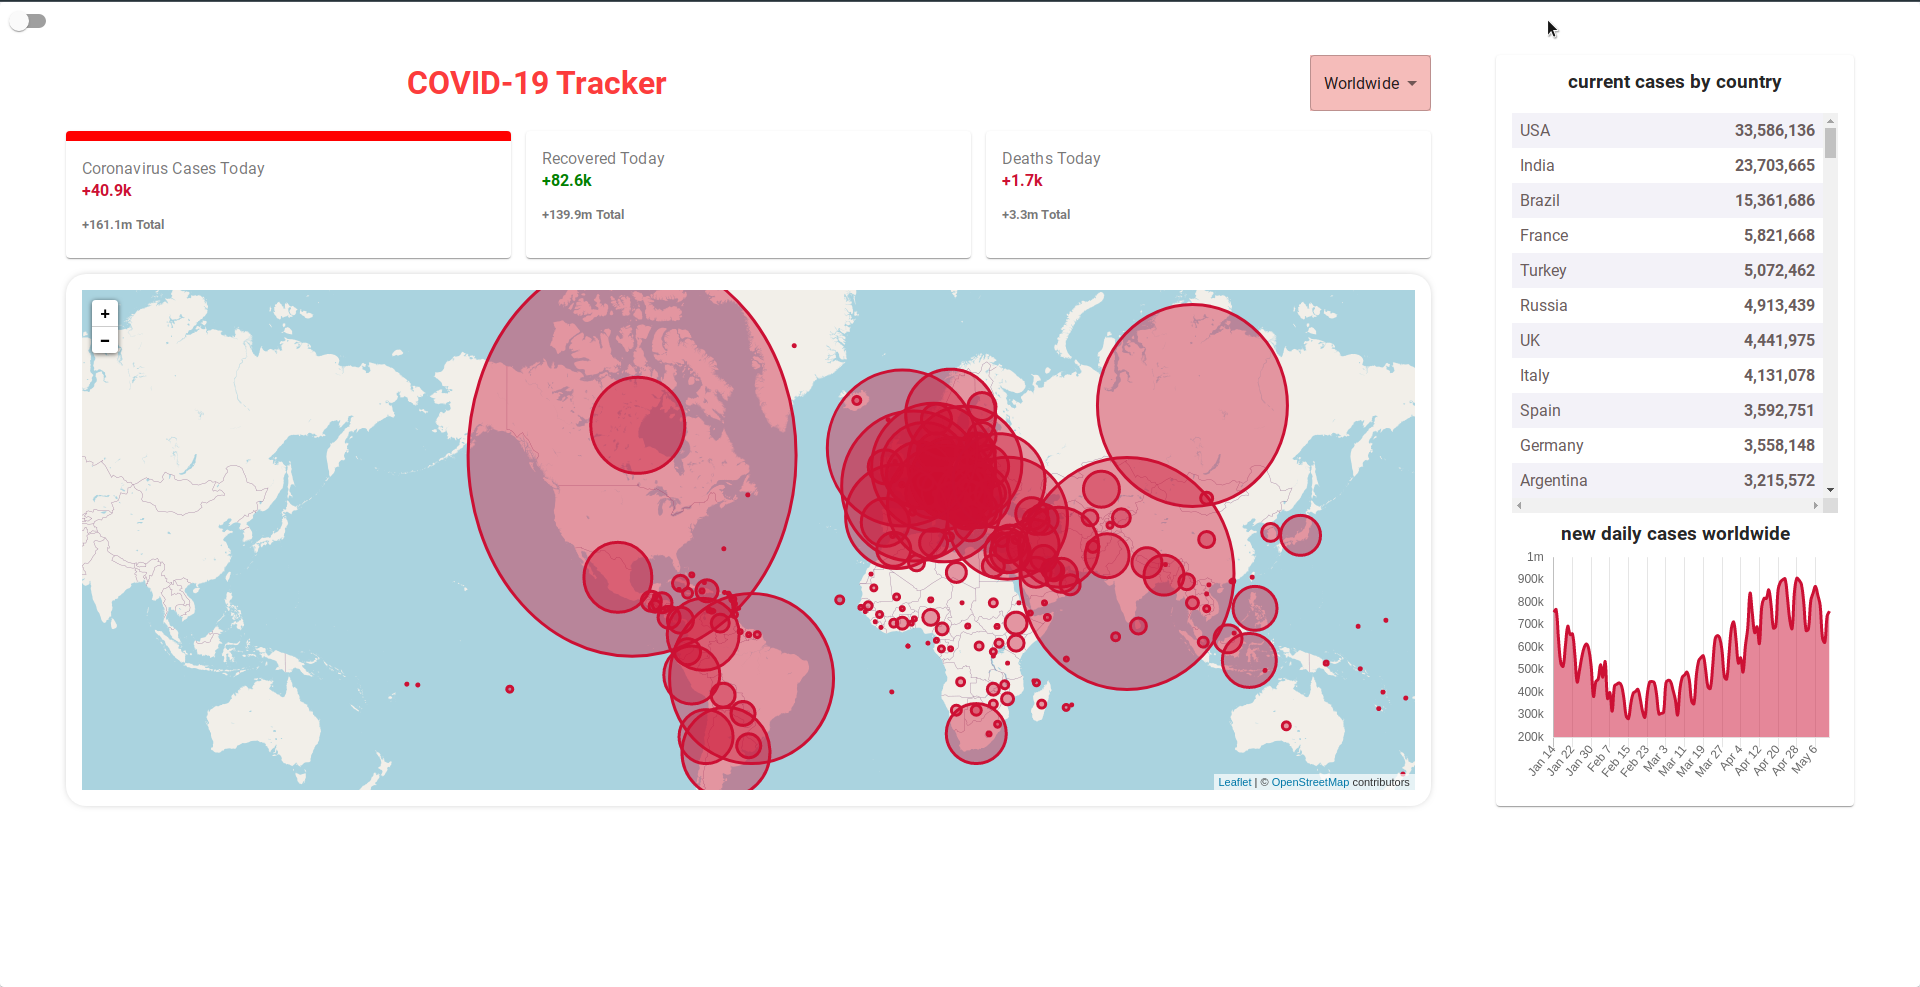 COVID-19 Tracker
Worldwide
Coronavirus Cases Today
+40.9k
+161.1m Total
Recovered Today
+82.6k
+139.9m Total
Deaths Today
+1.7k
+3.3m Total
+
−
Leaflet | © OpenStreetMap contributors
current cases by country
USA 33,586,136
India 23,703,665
Brazil 15,361,686
France 5,821,668
Turkey 5,072,462
Russia 4,913,439
UK 4,441,975
Italy 4,131,078
Spain 3,592,751
Germany 3,558,148
Argentina 3,215,572
new daily cases worldwide
1m
900k
800k
700k
600k
500k
400k
300k
200k
Jan 14 Jan 22 Jan 30 Feb 7 Feb 15 Feb 23 Mar 3 Mar 11 Mar 19 Mar 27 Apr 4 Apr 12 Apr 20 Apr 28 May 6